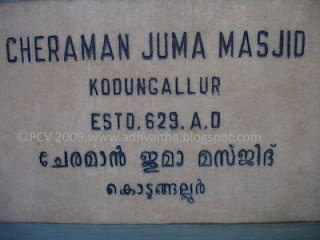 CHERAMAN JUMA MASJID
KODUNGALLUR
ESTD, 629. A, D
©PCV 2009,www.adhvaitha.blogspot.com
ചേരമാൻ ജുമാ മസ്ജിദ്
കൊടുങ്ങല്ലൂർ